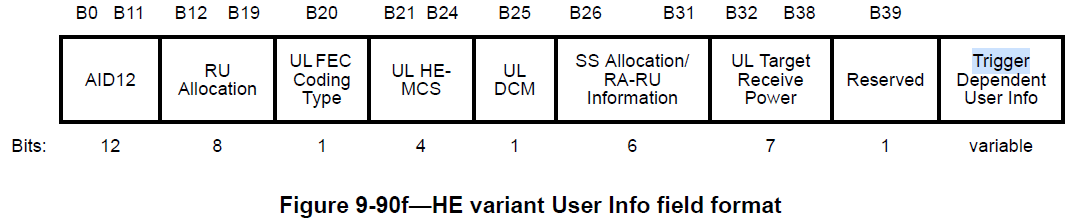 B0 B11 B12 B19 B20 B21 B24 B25 B26 B31 B32 B38 B39
AID12
RU
Allocation
UL FEC
Coding
Type
UL HE-
MCS
UL
DCM
SS Allocation/
RA-RU
Information
UL Target
Receive
Power
Reserved
Trigger
Dependent
User Info
Bits: 12 8 1 4 1 6 7 1 variable
Figure 9-90f—HE variant User Info field format